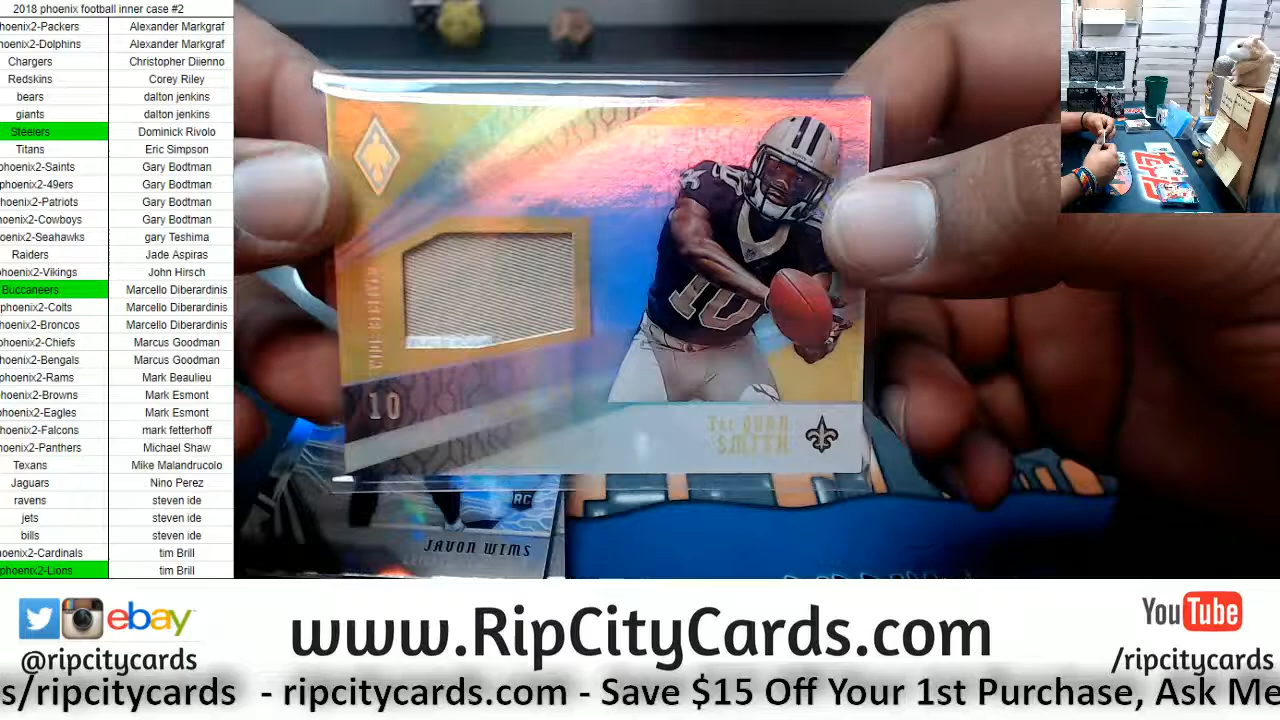 2018 phoenix football inner case #2
hoenix2-Packers Alexander Markgraf
hoenix2-Dolphins Alexander Markgraf
Chargers Christopher Diienno
Redskins Corey Riley
bears dalton jenkins
giants dalton jenkins
Steelers Dominick Rivolo
Titans Eric Simpson
phoenix2-Saints Gary Bodtman
phoenix2-49ers Gary Bodtman
phoenix2-Patriots Gary Bodtman
phoenix2-Cowboys Gary Bodtman
oenix2-Seahawks gary Teshima
Raiders Jade Aspiras
phoenix2-Vikings John Hirsch
Buccaneers Marcello Diberardinis
phoenix2-Colts Marcello Diberardinis
phoenix2-Broncos Marcello Diberardinis
phoenix2-Chiefs Marcus Goodman
phoenix2-Bengals Marcus Goodman
phoenix2-Rams Mark Beaulieu
phoenix2-Browns Mark Esmont
phoenix2-Eagles Mark Esmont
phoenix2-Falcons mark fetterhoff
hoenix2-Panthers Michael Shaw
Texans Mike Malandrucolo
Jaguars Nino Perez
ravens steven ide
jets steven ide
bills steven ide
oenix2-Cardinals tim Brill
phoenix2-Lions tim Brill
WIDE RECEIVER
10
10
TRE'QUAN
SMITH
RC
JAVON WIMS
ebay
@ripcitycards
www.RipCityCards.com
YouTube
/ripcitycards
s/ripcitycards - ripcitycards.com - Save $15 Off Your 1st Purchase, Ask Me